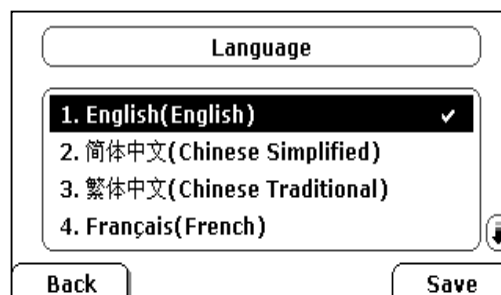 Language
1. English(English)
2. 简体中文(Chinese Simplified)
3. 繁体中文(Chinese Traditional)
4. Français(French)
Back
Save